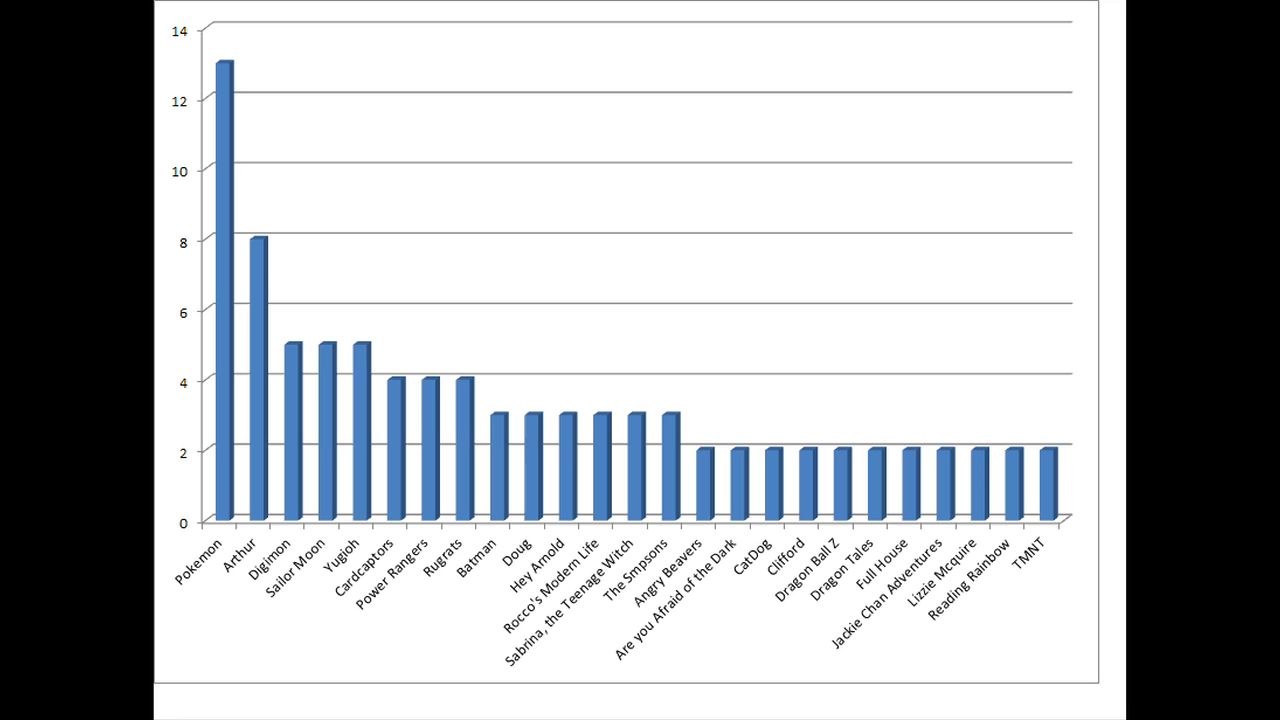 14
12
10
8
6
4
2
0
Pokemon
Arthur
Digimon
Sailor Moon
Yugioh
Cardcaptors
Power Rangers
Rugrats
Batman
Doug
Hey Arnold
Rocco's Modern Life
Sabrina, the Teenage Witch
The Smpsons
Angry Beavers
Are you Afraid of the Dark
CatDog
Clifford
Dragon Ball Z
Dragon Tales
Full House
Jackie Chan Adventures
Lizzie Mcquire
Reading Rainbow
TMNT